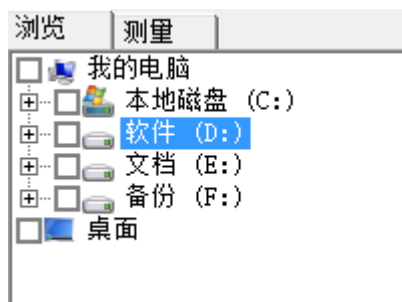 浏览 测量
我的电脑
本地磁盘 (C:)
软件 (D:)
文档 (E:)
备份 (F:)
桌面